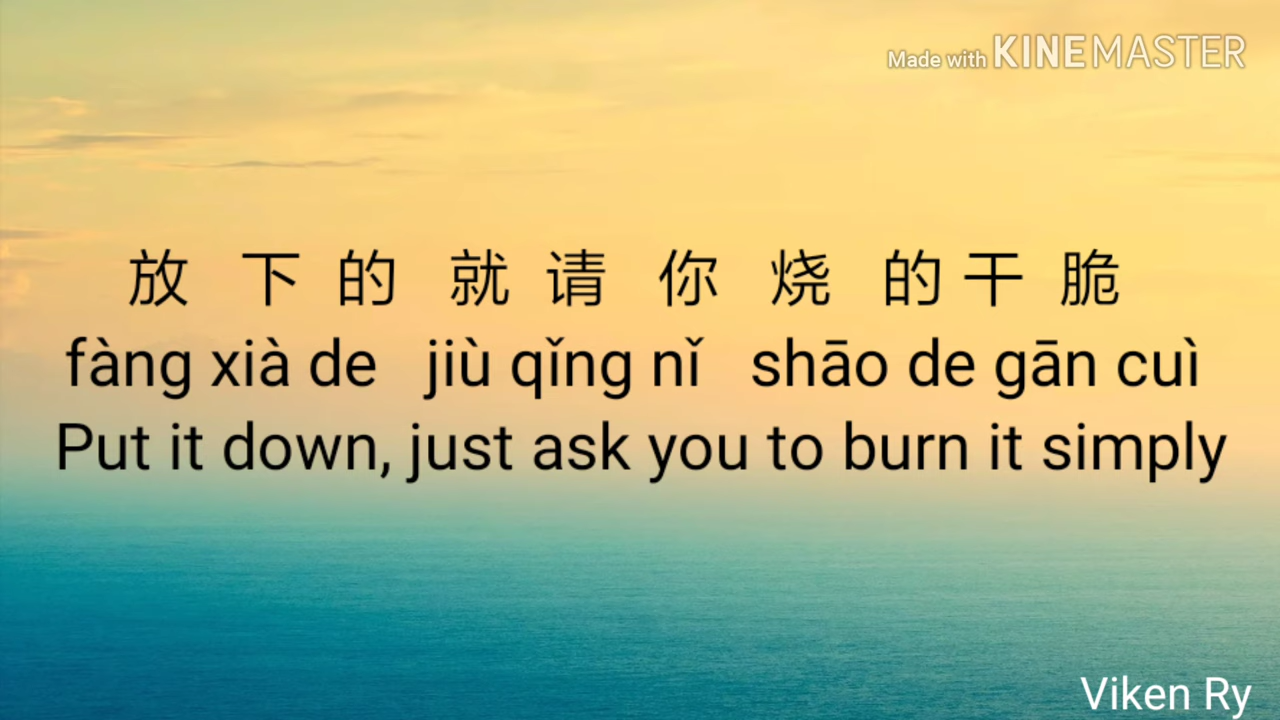 Made with KINEMASTER
放 下 的 就 请 你 烧 的 干 脆
fàng xià de jiù qǐng nǐ shāo de gān cuì
Put it down, just ask you to burn it simply
Viken Ry